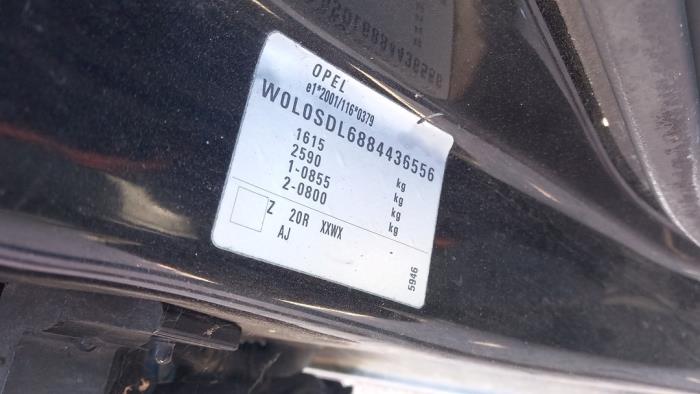 OPEL
e1*2001/116*0379
W0L0SDL6884436556
1615 kg
2590 kg
1-0855 kg
2-0800 kg
Z 20R XXWX
AJ
5946